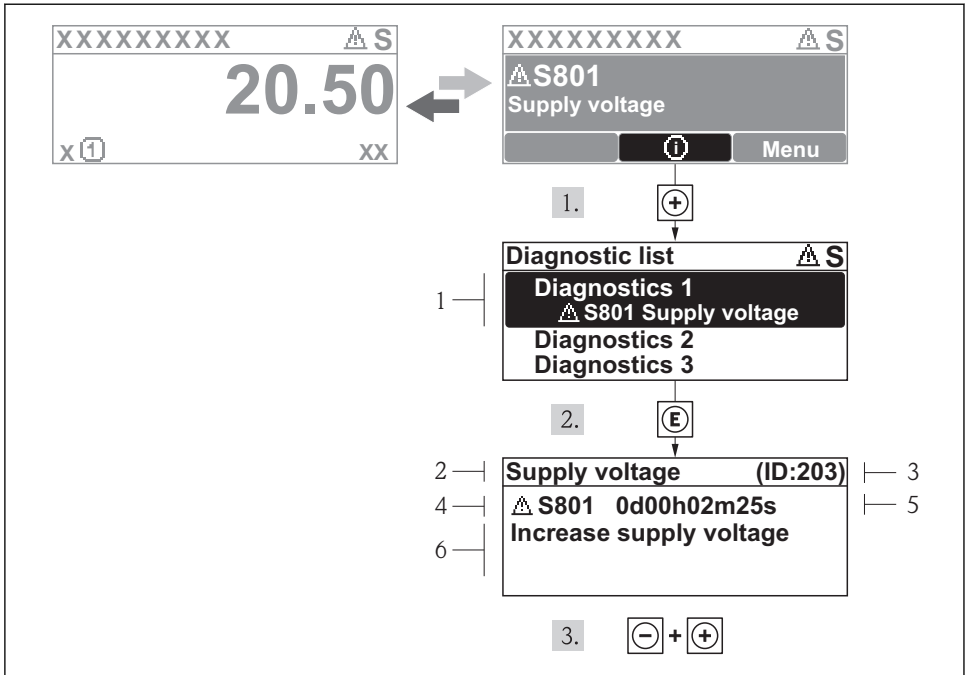 XXXXXXXXX S
20.50
x 1 XX
XXXXXXXXX S
S801
Supply voltage
i Menu
1. +
Diagnostic list S
1
Diagnostics 1
S801 Supply voltage
Diagnostics 2
Diagnostics 3
2. E
2 Supply voltage (ID:203) 3
4 S801 0d00h02m25s 5
6 Increase supply voltage
3. - + +